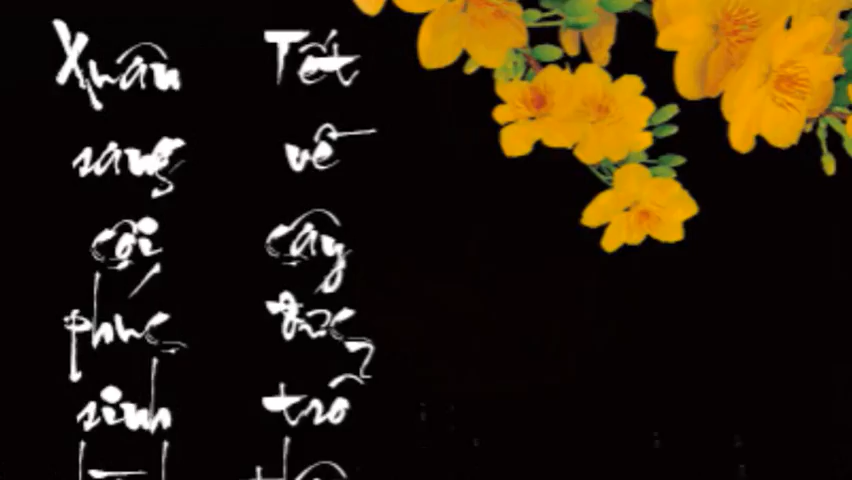 Xuân sang cội phúc sinh
Tết về cây đức trổ